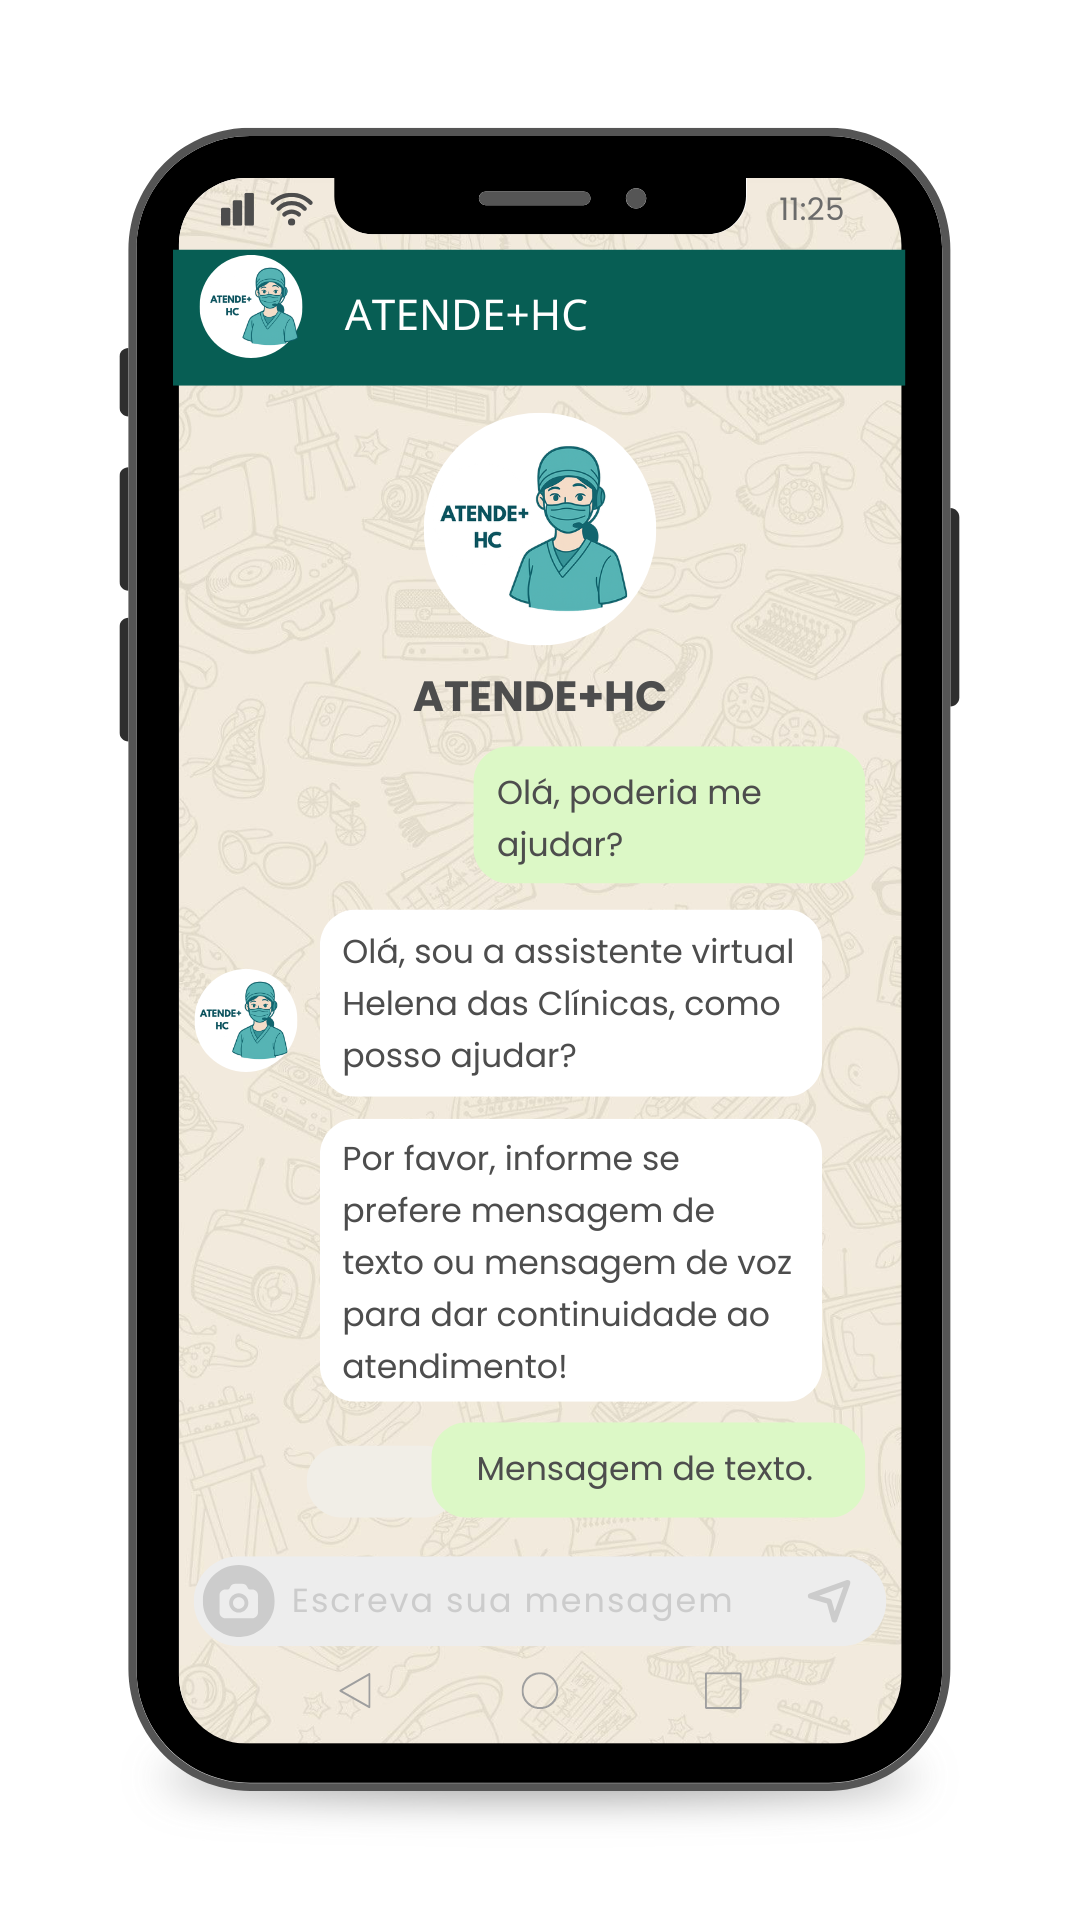 11:25
ATENDE+
HC
ATENDE+HC
ATENDE+
HC
ATENDE+HC
Olá, poderia me
ajudar?
Olá, sou a assistente virtual
Helena das Clínicas, como
posso ajudar?
ATENDE+
HC
Por favor, informe se
prefere mensagem de
texto ou mensagem de voz
para dar continuidade ao
atendimento!
Mensagem de texto.
Escreva sua mensagem